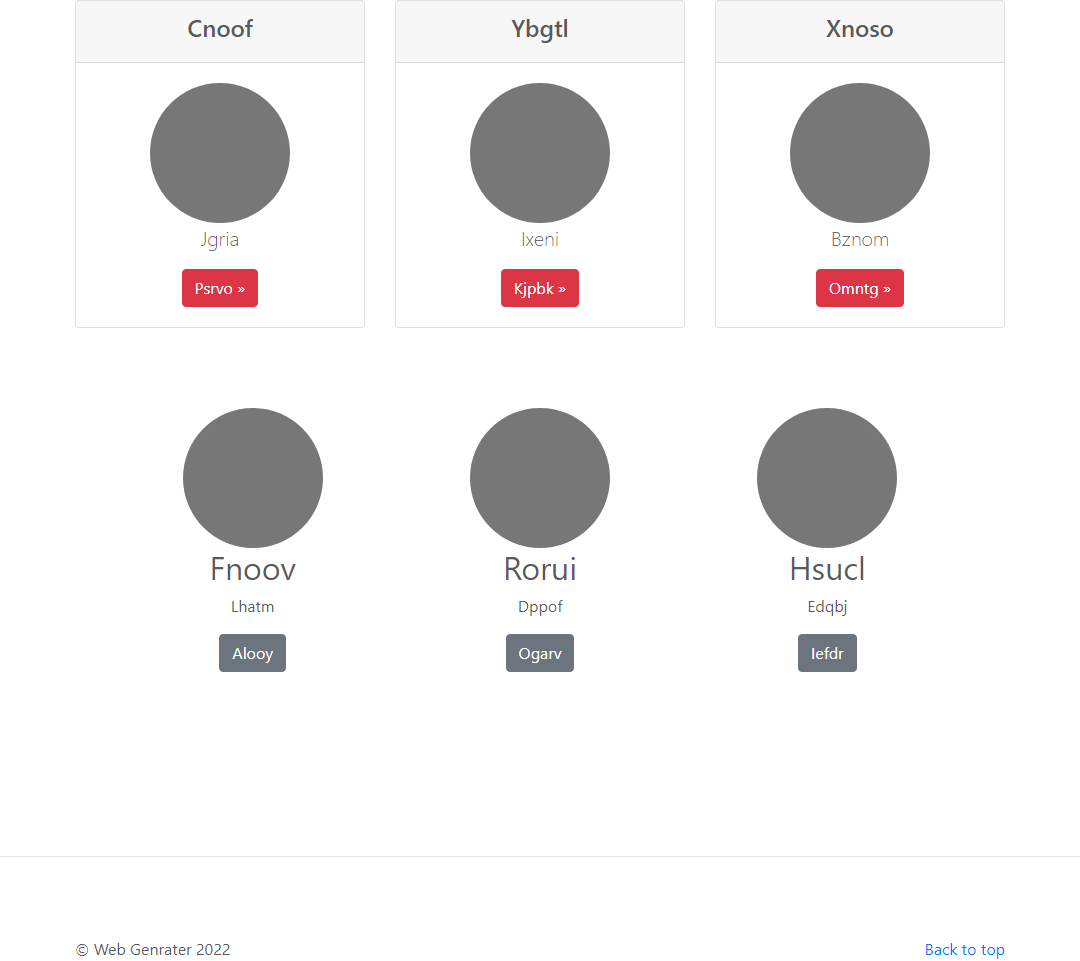 Cnoof
Ybgtl
Xnoso
Jgria
Ixeni
Bznom
Psrvo »
Kjpbk »
Omntg »
Fnoov
Rorui
Hsucl
Lhatm
Dppof
Edqbj
Alooy
Ogarv
Iefdr
© Web Genrater 2022
Back to top